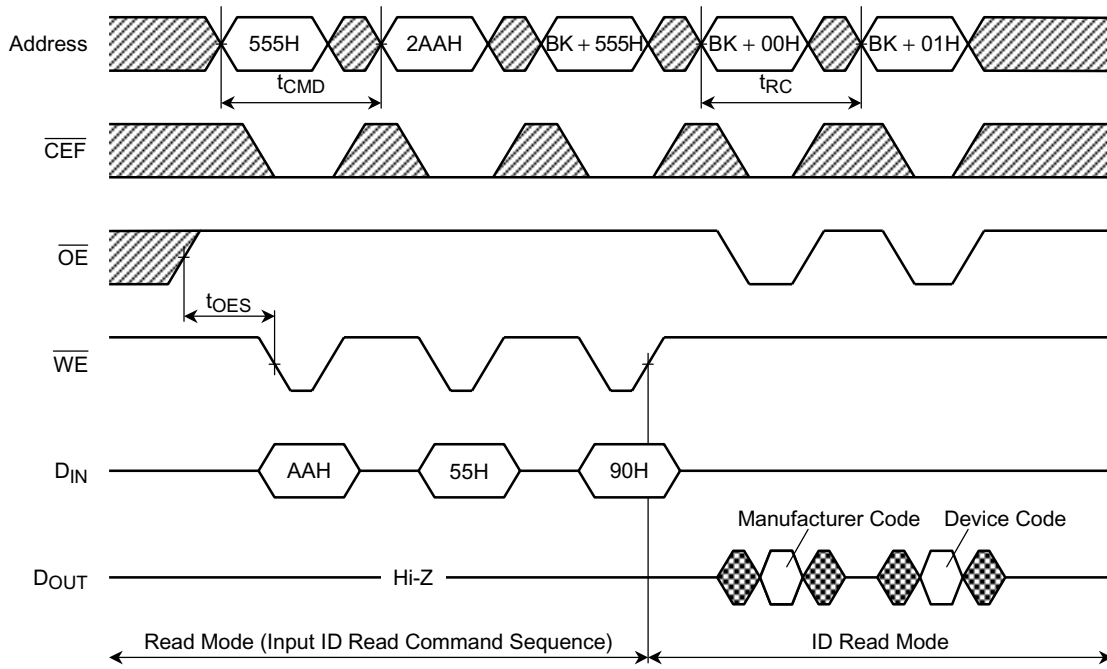 Address 555H 2AAH BK + 555H BK + 00H BK + 01H
tCMD tRC
CEF
OE
tOES
WE
DIN AAH 55H 90H
Manufacturer Code Device Code
DOUT Hi-Z
Read Mode (Input ID Read Command Sequence) ID Read Mode